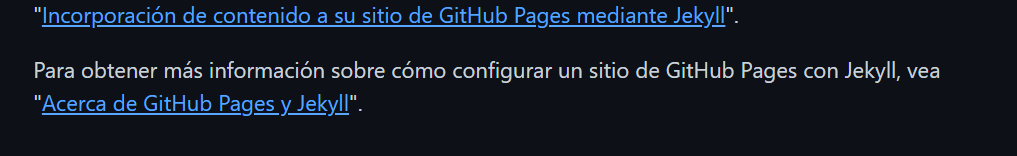 "Incorporación de contenido a su sitio de GitHub Pages mediante Jekyll".
Para obtener más información sobre cómo configurar un sitio de GitHub Pages con Jekyll, vea
"Acerca de GitHub Pages y Jekyll".